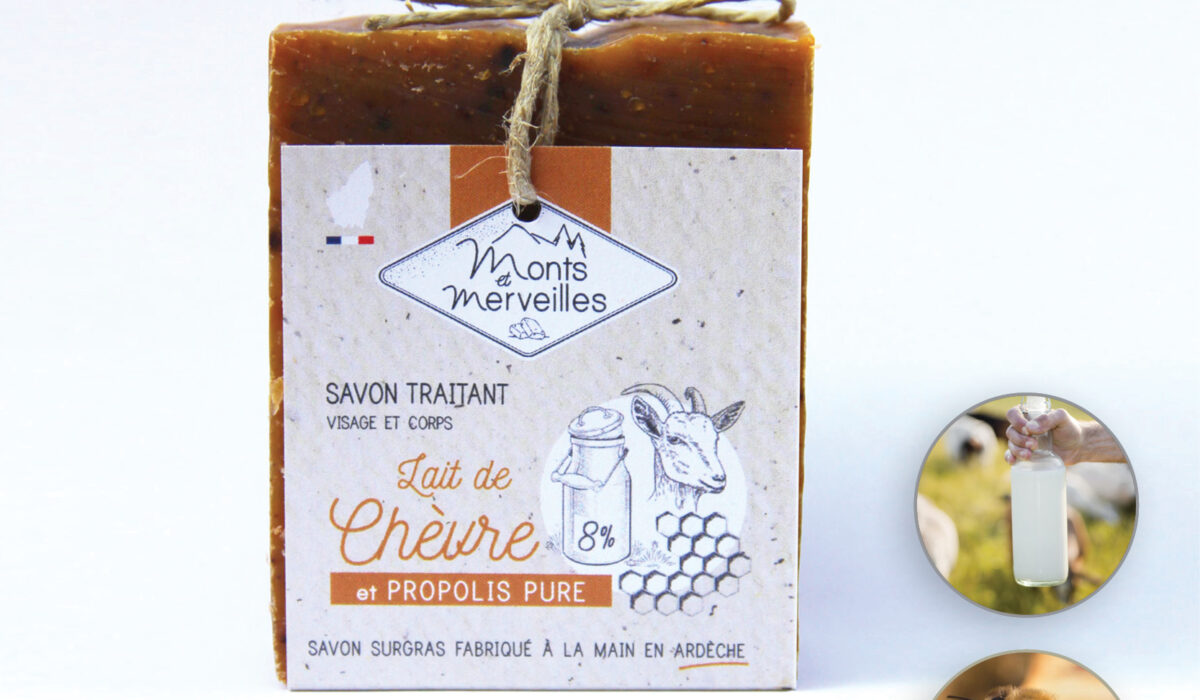 Monts
et
Merveilles
SAVON TRAITANT
VISAGE ET CORPS
Lait de
Chèvre
8%
et PROPOLIS PURE
SAVON SURGRAS FABRIQUÉ À LA MAIN EN ARDÈCHE